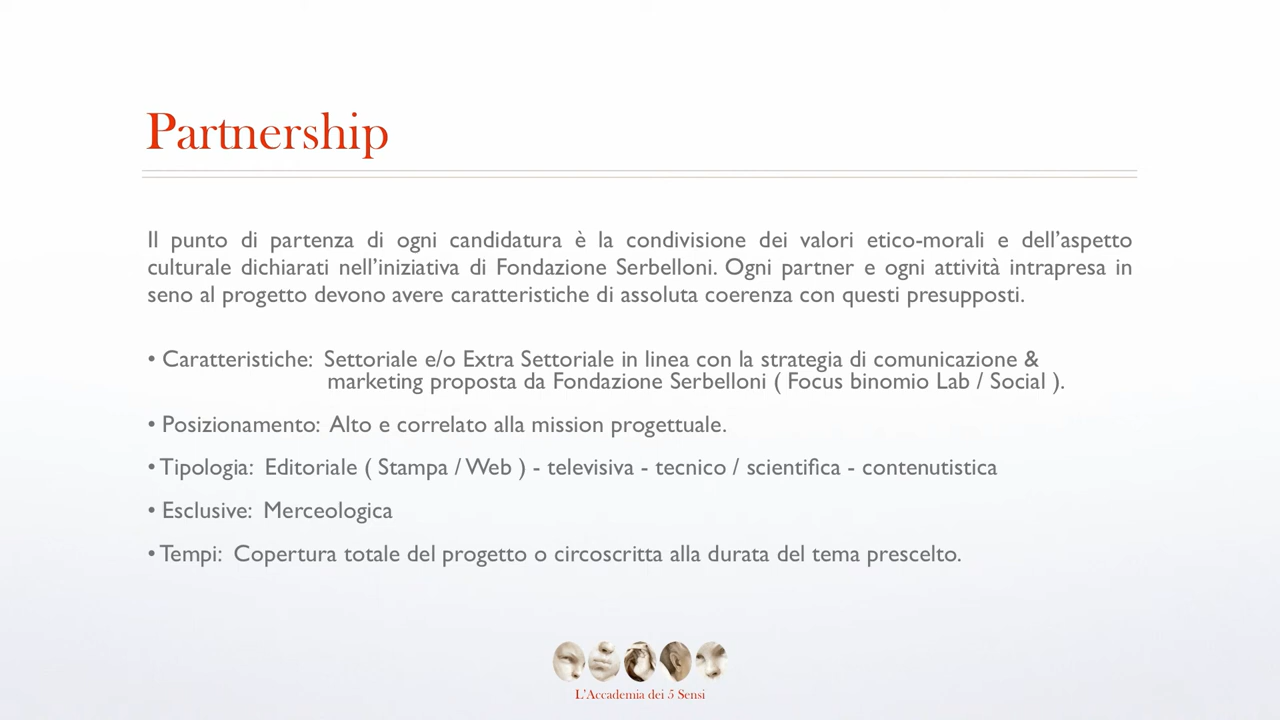 Partnership
Il punto di partenza di ogni candidatura è la condivisione dei valori etico-morali e dell’aspetto
culturale dichiarati nell’iniziativa di Fondazione Serbelloni. Ogni partner e ogni attività intrapresa in
seno al progetto devono avere caratteristiche di assoluta coerenza con questi presupposti.
• Caratteristiche: Settoriale e/o Extra Settoriale in linea con la strategia di comunicazione &
marketing proposta da Fondazione Serbelloni ( Focus binomio Lab / Social ).
• Posizionamento: Alto e correlato alla mission progettuale.
• Tipologia: Editoriale ( Stampa / Web ) - televisiva - tecnico / scientifica - contenutistica
• Esclusive: Merceologica
• Tempi: Copertura totale del progetto o circoscritta alla durata del tema prescelto.
L'Accademia dei 5 Sensi